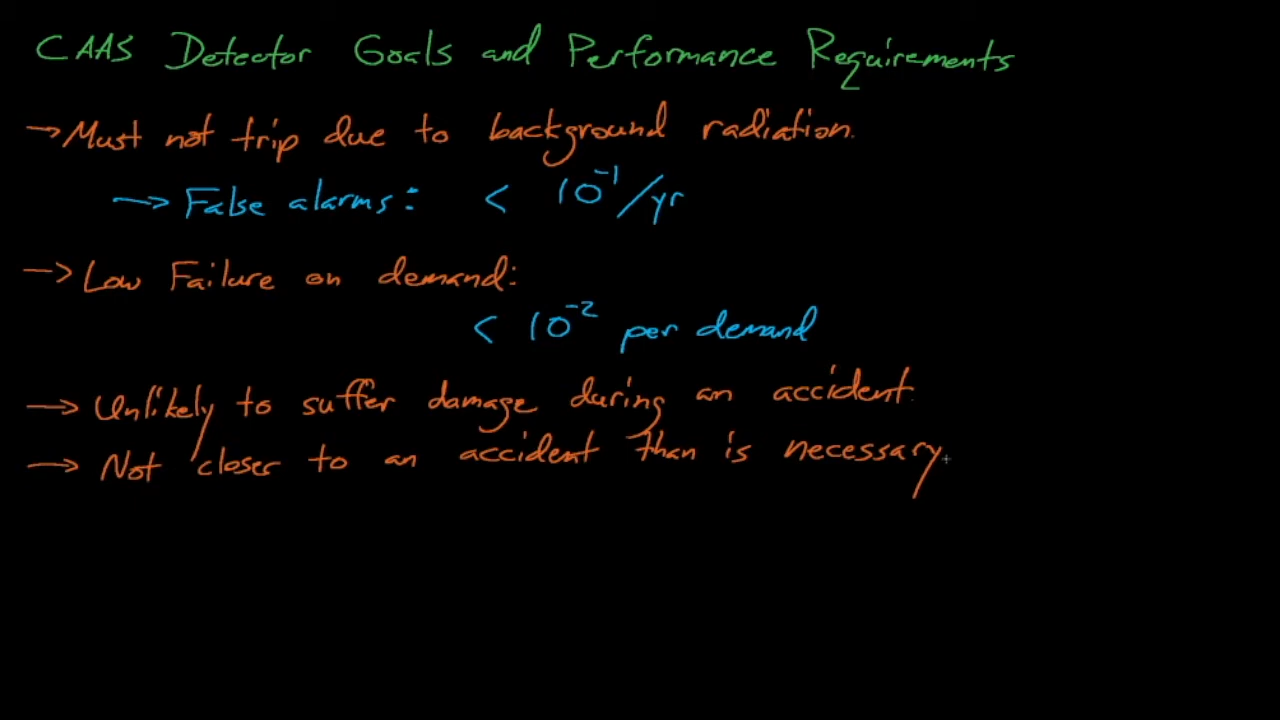 CAAS Detector Goals and Performance Requirements
→ Must not trip due to background radiation.
→ False alarms: < 10⁻¹/yr
→ Low Failure on demand:
< 10⁻² per demand
→ Unlikely to suffer damage during an accident.
→ Not closer to an accident than is necessary.